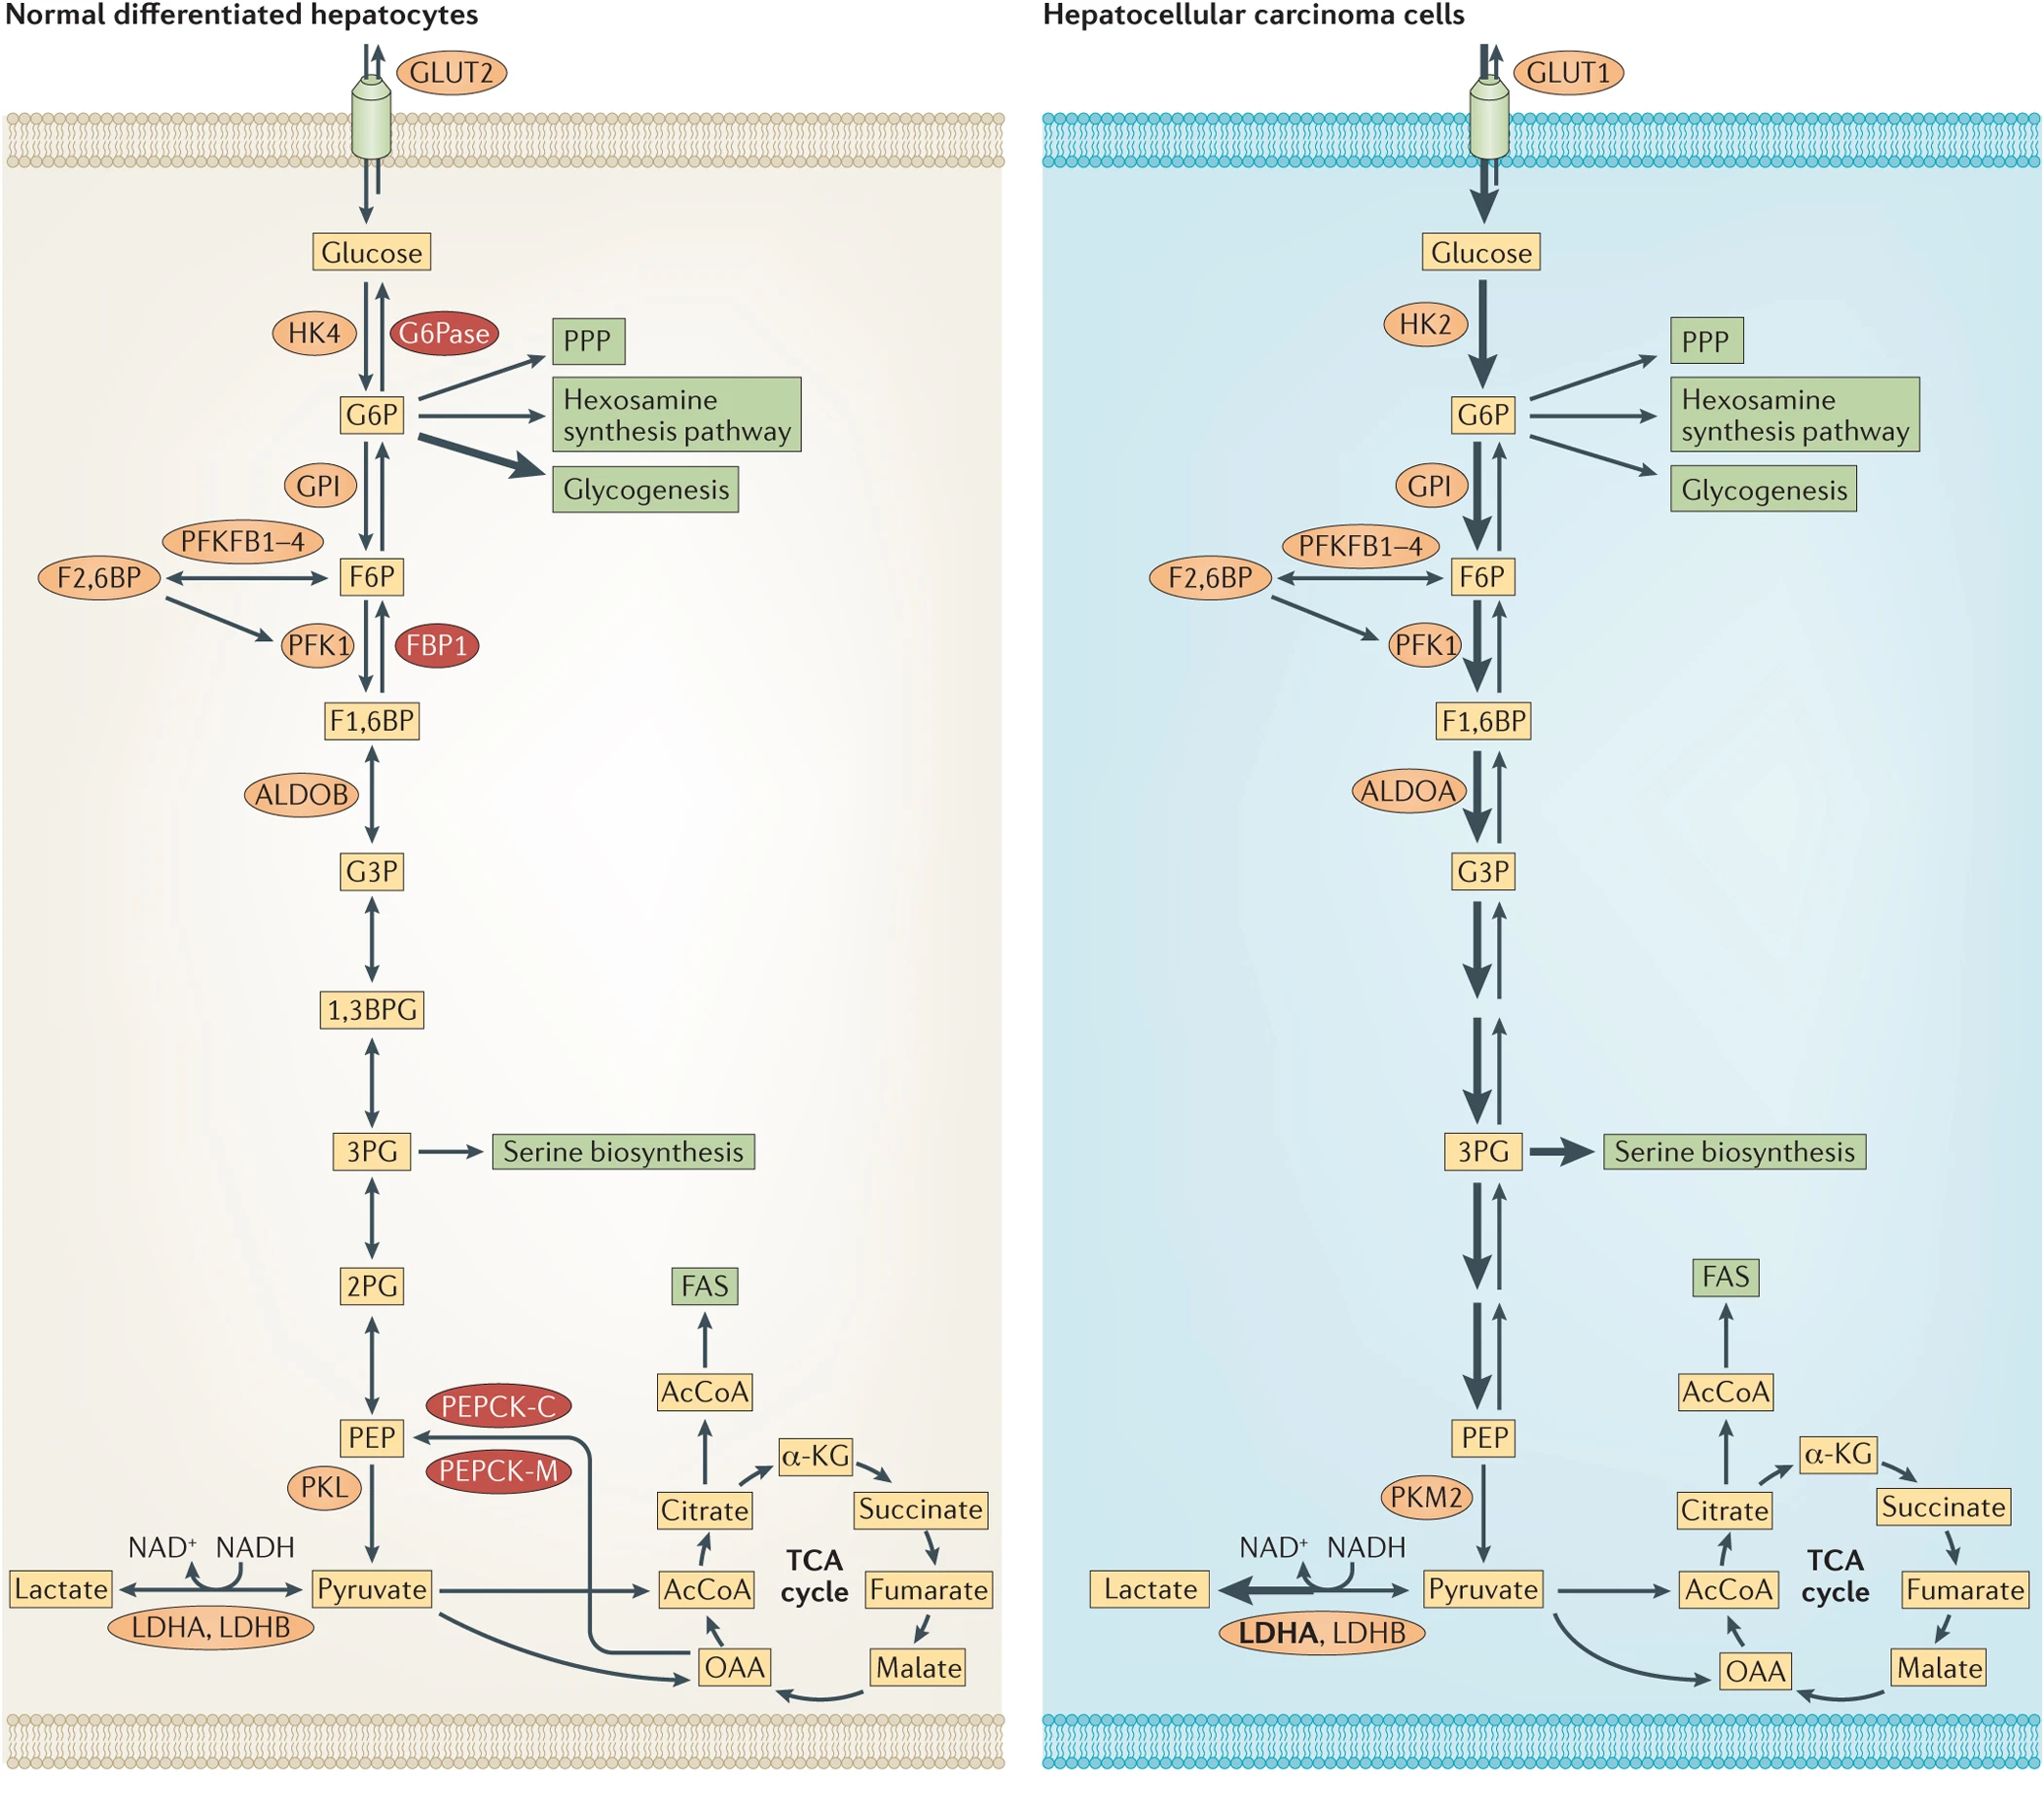 Normal differentiated hepatocytes
GLUT2
Glucose
HK4
G6Pase
PPP
G6P
Hexosamine
synthesis pathway
Glycogenesis
GPI
PFKFB1–4
F2,6BP
F6P
PFK1
FBP1
F1,6BP
ALDOB
G3P
1,3BPG
3PG
Serine biosynthesis
2PG
FAS
AcCoA
PEPCK-C
PEP
PEPCK-M
α-KG
PKL
Citrate
Succinate
NAD+ NADH
TCA
cycle
Lactate
Pyruvate
AcCoA
Fumarate
LDHA, LDHB
OAA
Malate
Hepatocellular carcinoma cells
GLUT1
Glucose
HK2
PPP
G6P
Hexosamine
synthesis pathway
Glycogenesis
GPI
PFKFB1–4
F2,6BP
F6P
PFK1
F1,6BP
ALDOA
G3P
3PG
Serine biosynthesis
FAS
AcCoA
PEP
α-KG
PKM2
Citrate
Succinate
NAD+ NADH
TCA
cycle
Lactate
Pyruvate
AcCoA
Fumarate
LDHA, LDHB
OAA
Malate